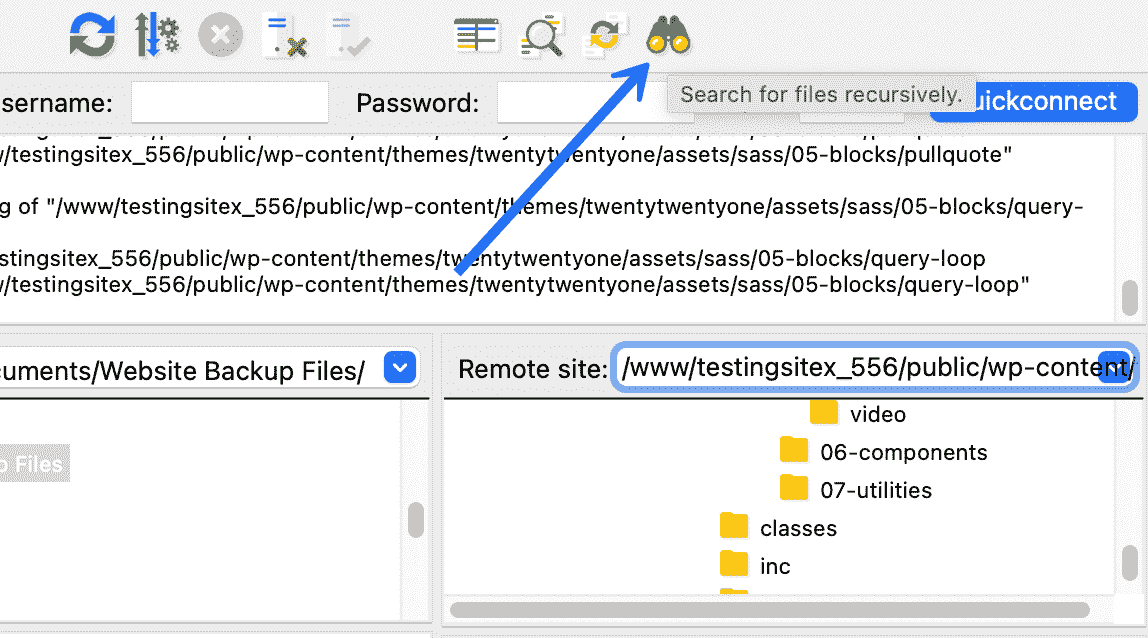 sername:
Password:
Search for files recursively.
uickconnect
/testingsitex_556/public/wp-content/themes/twentytwentyone/assets/sass/05-blocks/pullquote"
g of "/www/testingsitex_556/public/wp-content/themes/twentytwentyone/assets/sass/05-blocks/query-
stingsitex_556/public/wp-content/themes/twentytwentyone/assets/sass/05-blocks/query-loop
/testingsitex_556/public/wp-content/themes/twentytwentyone/assets/sass/05-blocks/query-loop"
cuments/Website Backup Files/
Remote site: /www/testingsitex_556/public/wp-content/
video
06-components
07-utilities
classes
inc
p Files